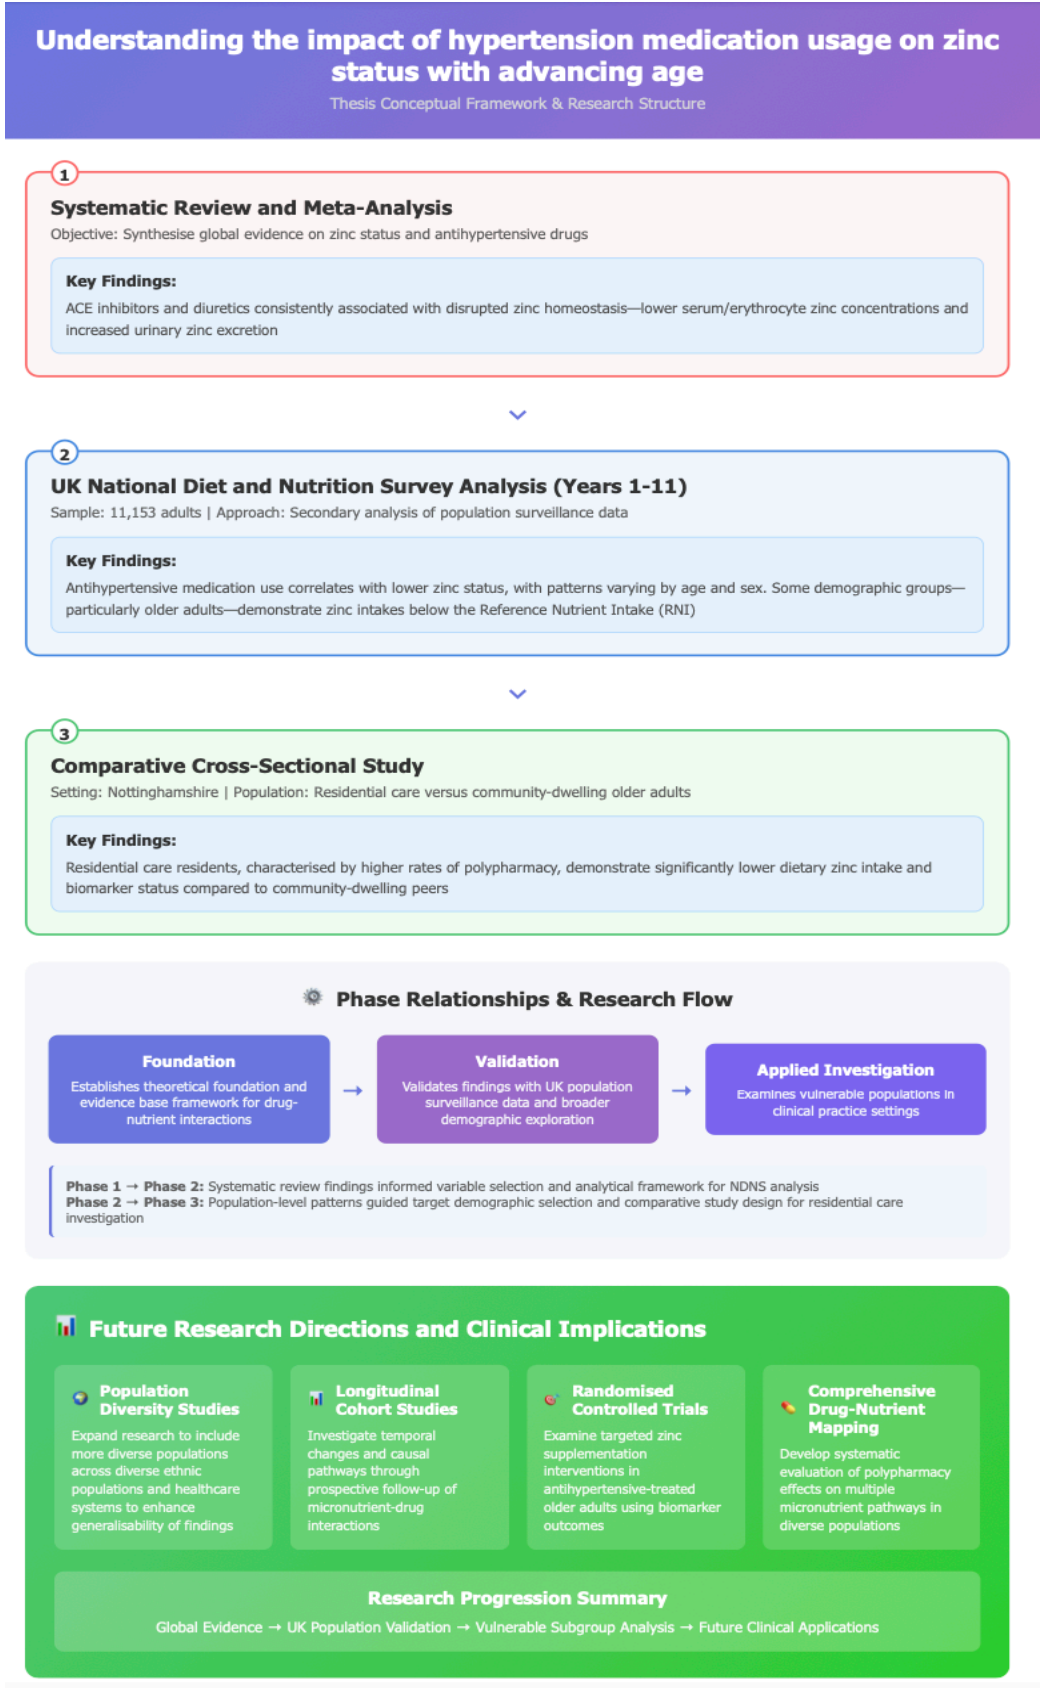 Understanding the impact of hypertension medication usage on zinc
status with advancing age
Thesis Conceptual Framework & Research Structure
1
Systematic Review and Meta-Analysis
Objective: Synthesise global evidence on zinc status and antihypertensive drugs
Key Findings:
ACE inhibitors and diuretics consistently associated with disrupted zinc homeostasis—lower serum/erythrocyte zinc concentrations and
increased urinary zinc excretion
2
UK National Diet and Nutrition Survey Analysis (Years 1-11)
Sample: 11,153 adults | Approach: Secondary analysis of population surveillance data
Key Findings:
Antihypertensive medication use correlates with lower zinc status, with patterns varying by age and sex. Some demographic groups—
particularly older adults—demonstrate zinc intakes below the Reference Nutrient Intake (RNI)
3
Comparative Cross-Sectional Study
Setting: Nottinghamshire | Population: Residential care versus community-dwelling older adults
Key Findings:
Residential care residents, characterised by higher rates of polypharmacy, demonstrate significantly lower dietary zinc intake and
biomarker status compared to community-dwelling peers
Phase Relationships & Research Flow
Foundation
Establishes theoretical foundation and
evidence base framework for drug-
nutrient interactions
→
Validation
Validates findings with UK population
surveillance data and broader
demographic exploration
→
Applied Investigation
Examines vulnerable populations in
clinical practice settings
Phase 1 → Phase 2: Systematic review findings informed variable selection and analytical framework for NDNS analysis
Phase 2 → Phase 3: Population-level patterns guided target demographic selection and comparative study design for residential care
investigation
Future Research Directions and Clinical Implications
Population
Diversity Studies
Expand research to include
more diverse populations
across diverse ethnic
populations and healthcare
systems to enhance
generalisability of findings
Longitudinal
Cohort Studies
Investigate temporal
changes and causal
pathways through
prospective follow-up of
micronutrient-drug
interactions
Randomised
Controlled Trials
Examine targeted zinc
supplementation
interventions in
antihypertensive-treated
older adults using biomarker
outcomes
Comprehensive
Drug-Nutrient
Mapping
Develop systematic
evaluation of polypharmacy
effects on multiple
micronutrient pathways in
diverse populations
Research Progression Summary
Global Evidence → UK Population Validation → Vulnerable Subgroup Analysis → Future Clinical Applications